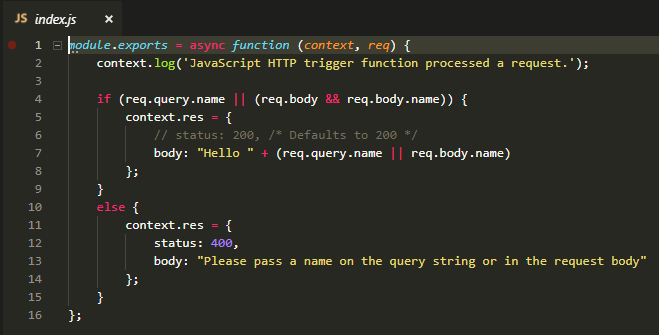 JS index.js ×
1 module.exports = async function (context, req) {
2 context.log('JavaScript HTTP trigger function processed a request.');
3
4 if (req.query.name || (req.body && req.body.name)) {
5 context.res = {
6 // status: 200, /* Defaults to 200 */
7 body: "Hello " + (req.query.name || req.body.name)
8 };
9 }
10 else {
11 context.res = {
12 status: 400,
13 body: "Please pass a name on the query string or in the request body"
14 };
15 }
16 };